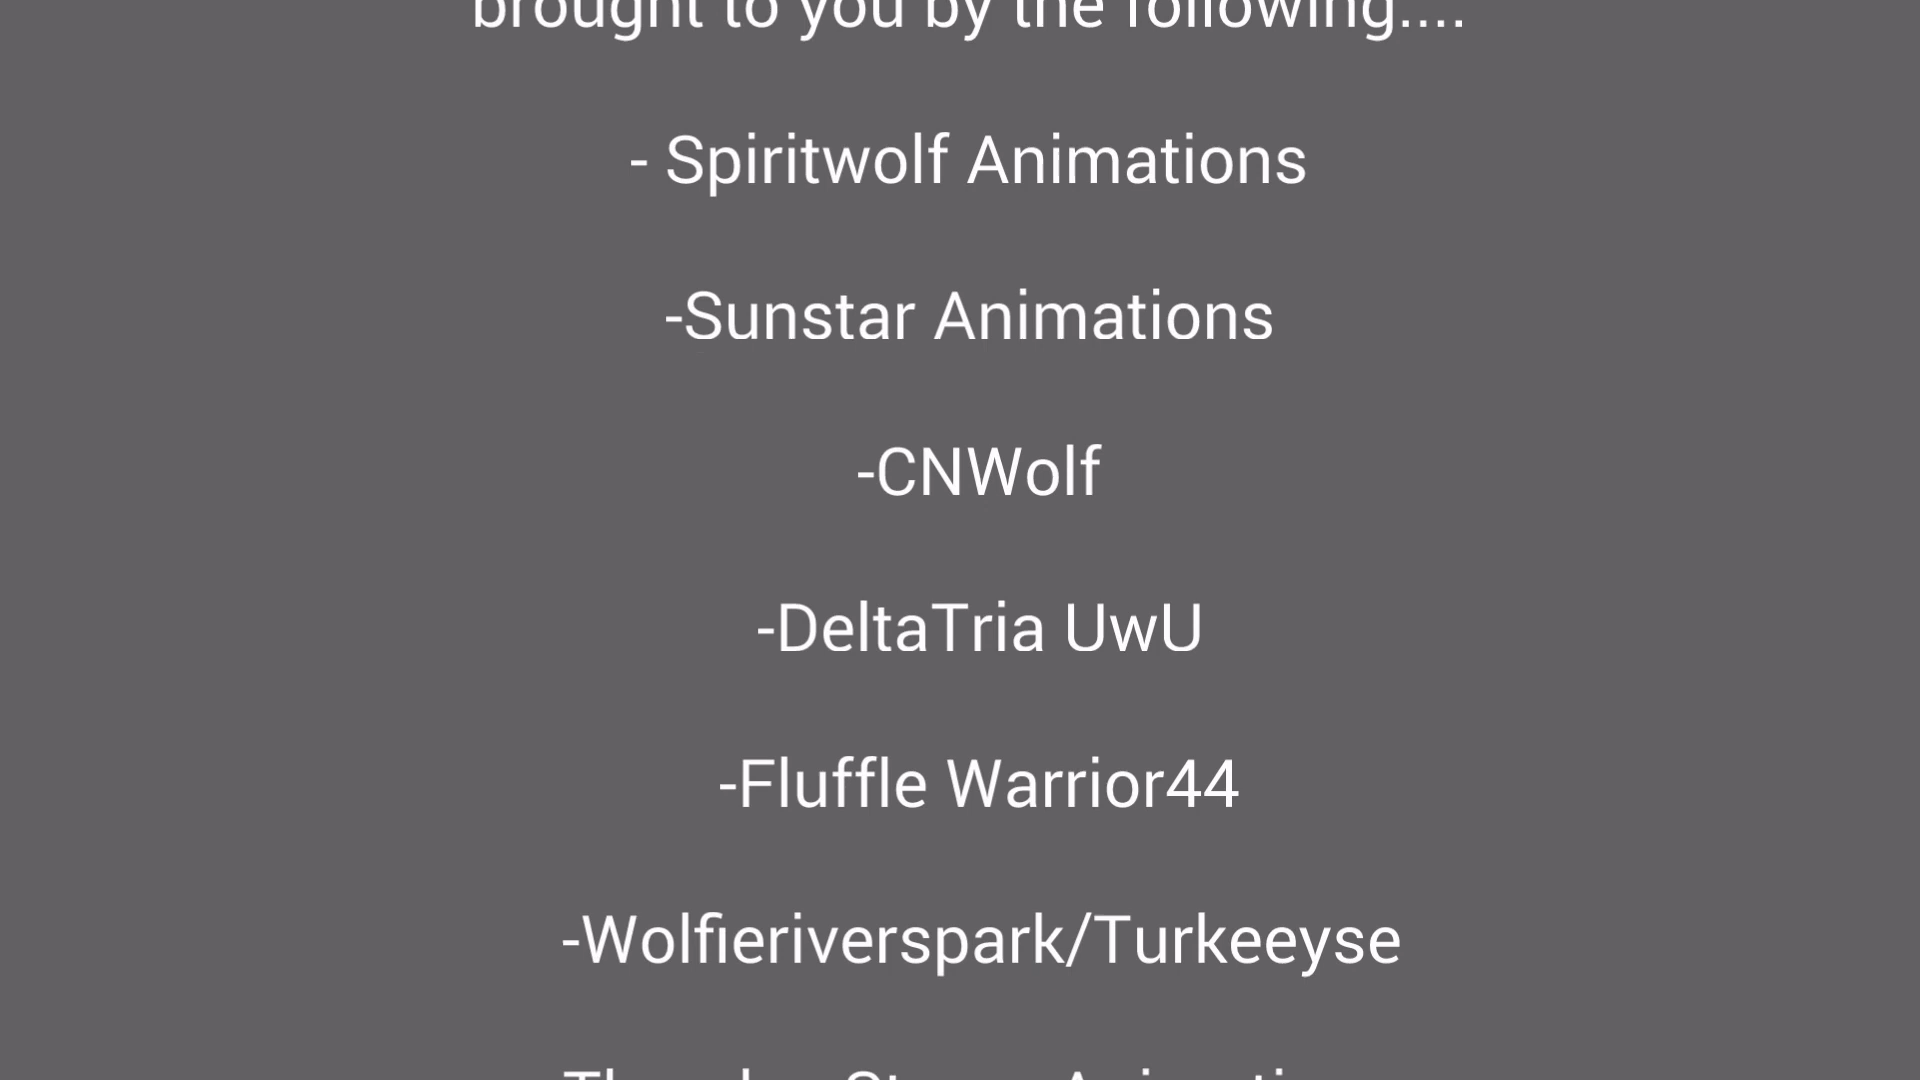 brought to you by the following....
- Spiritwolf Animations
-Sunstar Animations
-CNWolf
-DeltaTria UwU
-Fluffle Warrior44
-Wolfieriverspark/Turkeeyse